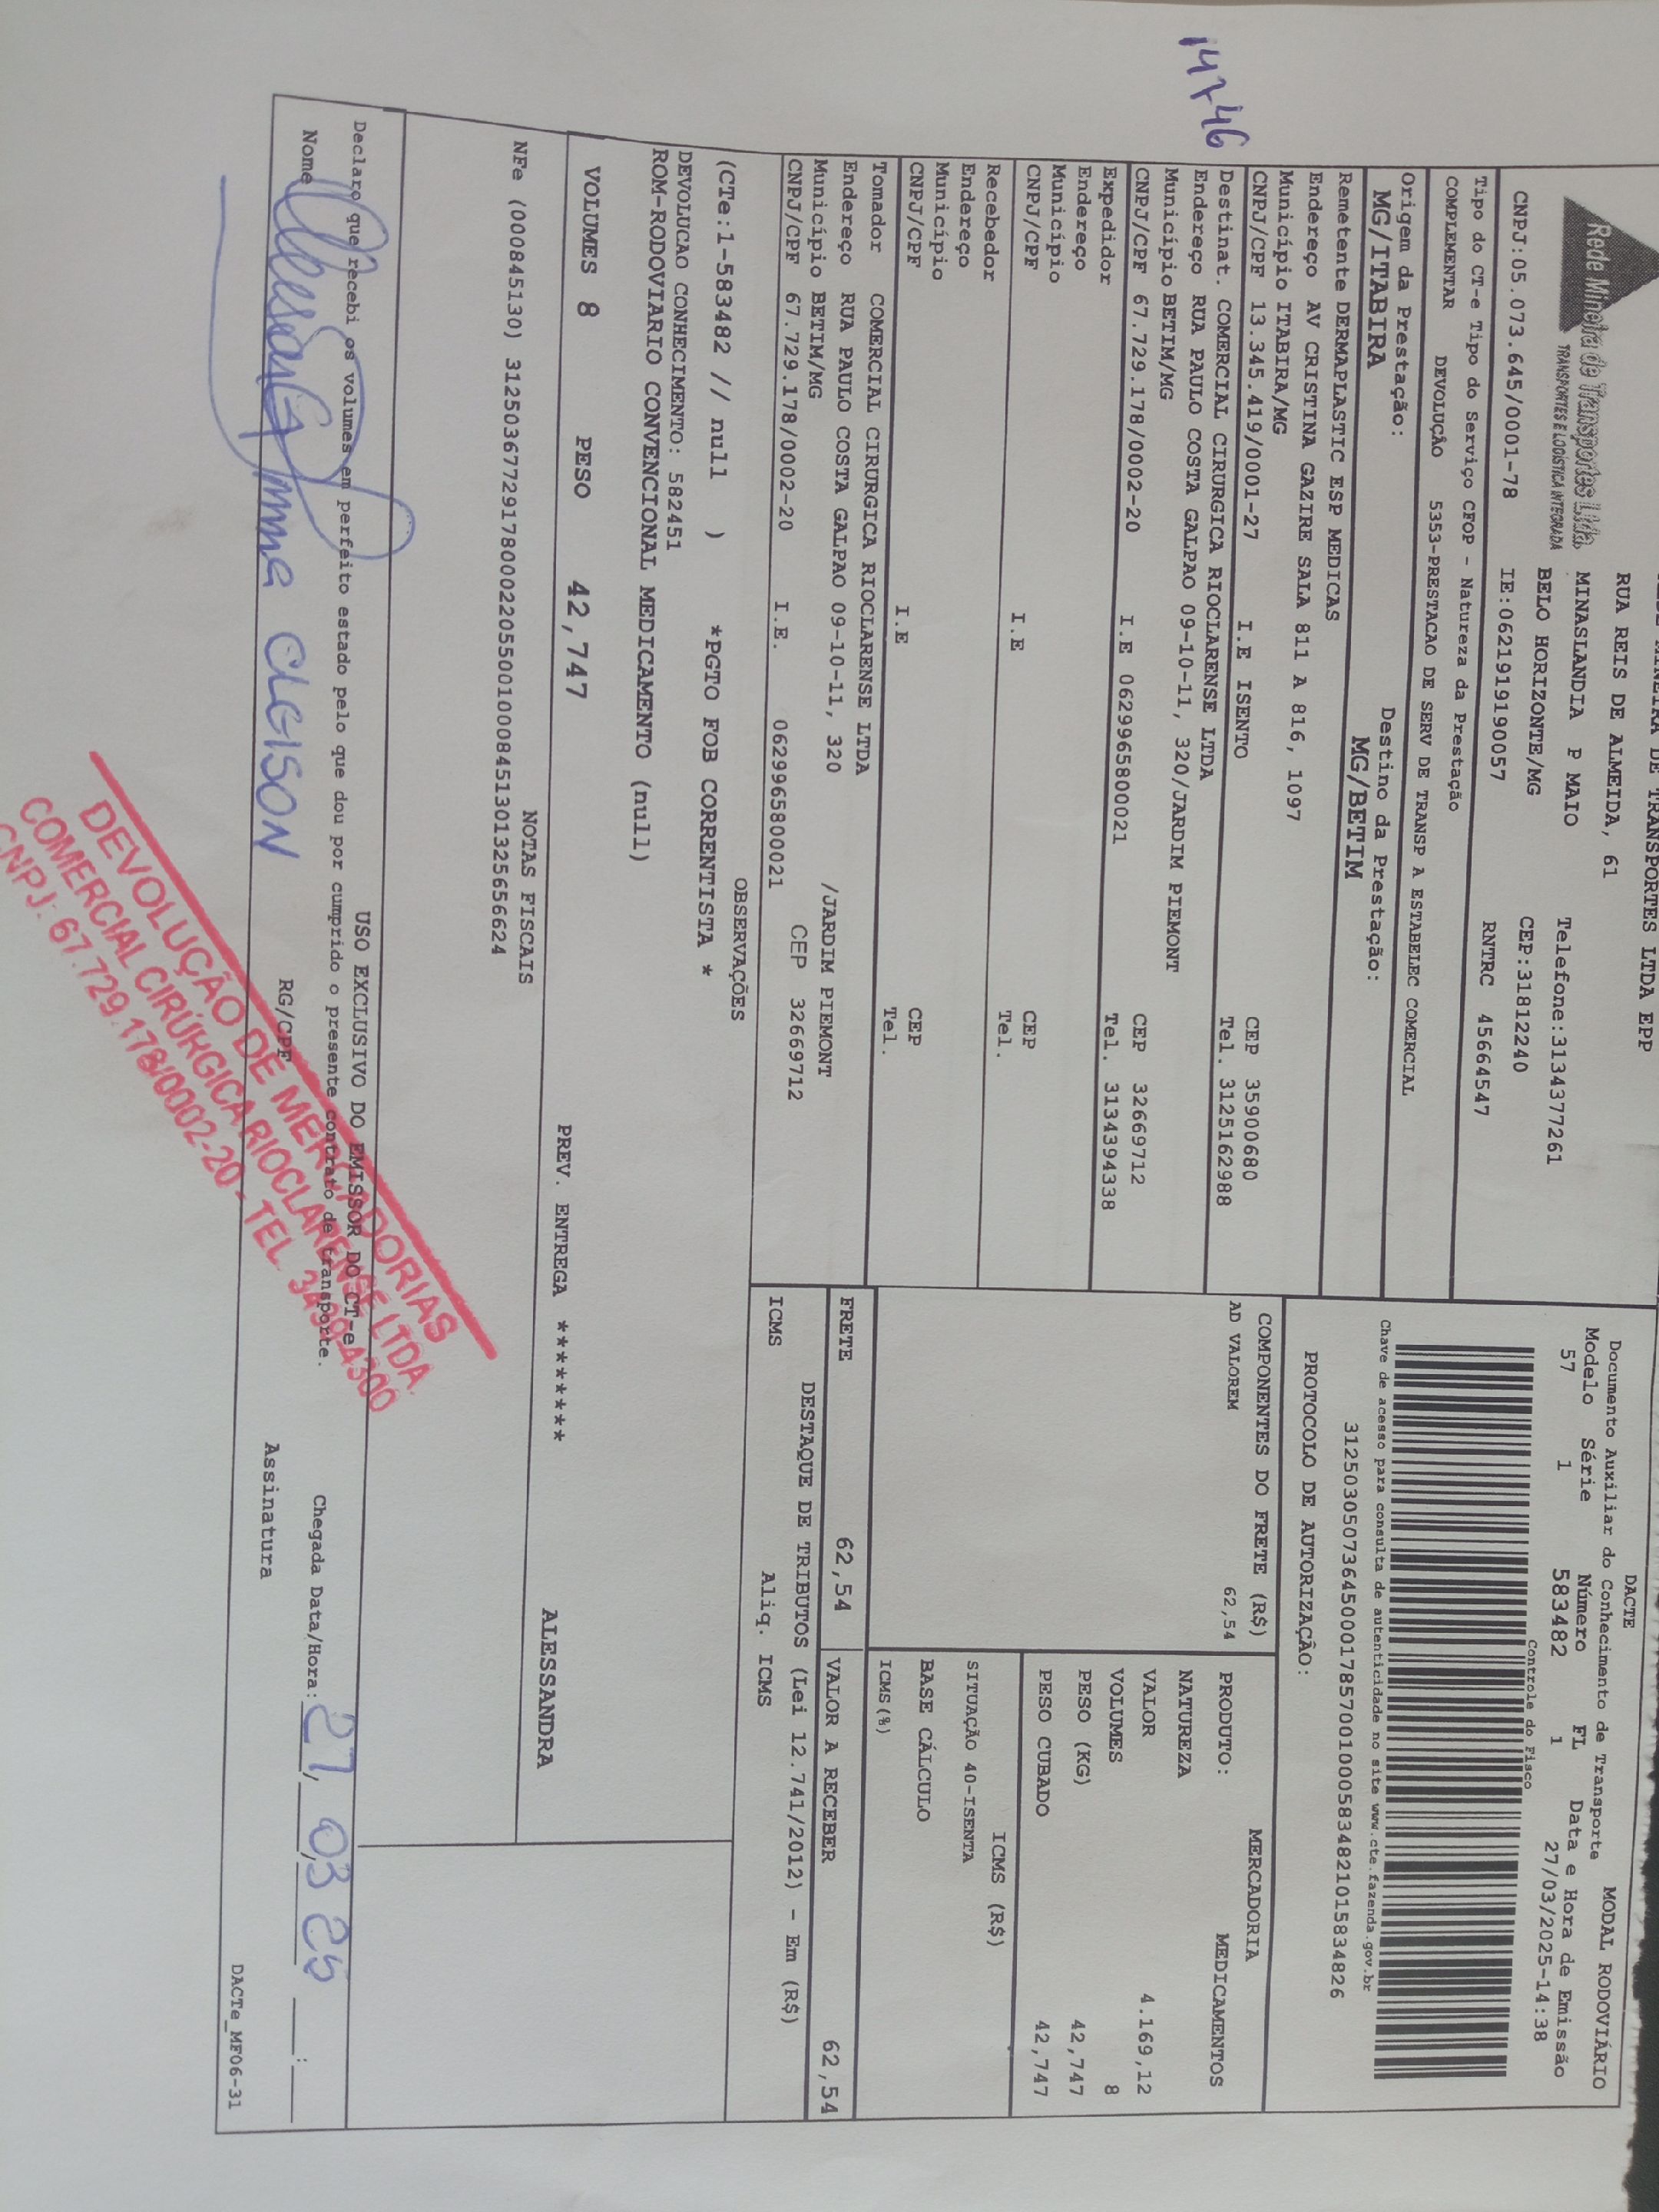 REDE MINEIRA DE TRANSPORTES LTDA EPP
RUA REIS DE ALMEIDA, 61
MINASLANDIA P MAIO Telefone:3134377261
BELO HORIZONTE/MG CEP:31812240
Rede Mineira de Transportes Ltda.
TRANSPORTES E LOGÍSTICA INTEGRADA
CNPJ:05.073.645/0001-78 IE:0621919190057 RNTRC 45664547
Tipo do CT-e Tipo do Serviço CFOP - Natureza da Prestação
COMPLEMENTAR DEVOLUÇÃO 5353-PRESTACAO DE SERV DE TRANSP A ESTABELEC COMERCIAL
Origem da Prestação: Destino da Prestação:
MG/ITABIRA MG/BETIM
DACTE
Documento Auxiliar do Conhecimento de Transporte MODAL RODOVIÁRIO
Modelo Série Número FL Data e Hora de Emissão
57 1 583482 1 27/03/2025-14:38
Controle do Fisco
Chave de acesso para consulta de autenticidade no site www.cte.fazenda.gov.br
31250305073645000178570010005834821015834826
PROTOCOLO DE AUTORIZAÇÃO:
Remetente DERMAPLASTIC ESP MEDICAS
Endereço AV CRISTINA GAZIRE SALA 811 A 816, 1097
Município ITABIRA/MG CEP 35900680
CNPJ/CPF 13.345.419/0001-27 I.E ISENTO Tel. 3125162988
Destinat. COMERCIAL CIRURGICA RIOCLARENSE LTDA
Endereço RUA PAULO COSTA GALPAO 09-10-11, 320/JARDIM PIEMONT
Município BETIM/MG CEP 32669712
CNPJ/CPF 67.729.178/0002-20 I.E 0629965800021 Tel. 3134394338
Expedidor
Endereço
Município CEP
CNPJ/CPF I.E Tel.
Recebedor
Endereço
Município CEP
CNPJ/CPF I.E Tel.
Tomador COMERCIAL CIRURGICA RIOCLARENSE LTDA
Endereço RUA PAULO COSTA GALPAO 09-10-11, 320 /JARDIM PIEMONT
Município BETIM/MG CEP 32669712
CNPJ/CPF 67.729.178/0002-20 I.E. 0629965800021
COMPONENTES DO FRETE (R$)
AD VALOREM 62,54
MERCADORIA
PRODUTO: MEDICAMENTOS
NATUREZA
VALOR 4.169,12
VOLUMES 8
PESO (KG) 42,747
PESO CUBADO 42,747
ICMS (R$)
SITUAÇÃO 40-ISENTA
BASE CÁLCULO
ICMS(%)
FRETE 62,54 VALOR A RECEBER 62,54
DESTAQUE DE TRIBUTOS (Lei 12.741/2012) - Em (R$)
ICMS Aliq. ICMS
OBSERVAÇÕES
(CTe:1-583482 // null ) *PGTO FOB CORRENTISTA *
DEVOLUCAO CONHECIMENTO: 582451
ROM-RODOVIARIO CONVENCIONAL MEDICAMENTO (null)
VOLUMES 8 PESO 42,747 PREV. ENTREGA ******** ALESSANDRA
NOTAS FISCAIS
NFe (000845130) 31250367729178000220550010008451301325656624
USO EXCLUSIVO DO EMISSOR DO CT-e
Declaro que recebi os volumes em perfeito estado pelo que dou por cumprido o presente contrato de transporte.
Nome CLGISON RG/CPF Assinatura
Chegada Data/Hora: 27/03/25 __:__
DACTe_MF06-31
DEVOLUÇÃO DE MERCADORIAS
COMERCIAL CIRÚRGICA RIOCLARENSE LTDA.
CNPJ: 67.729.178/0002-20 - TEL. 3439-4300
14746